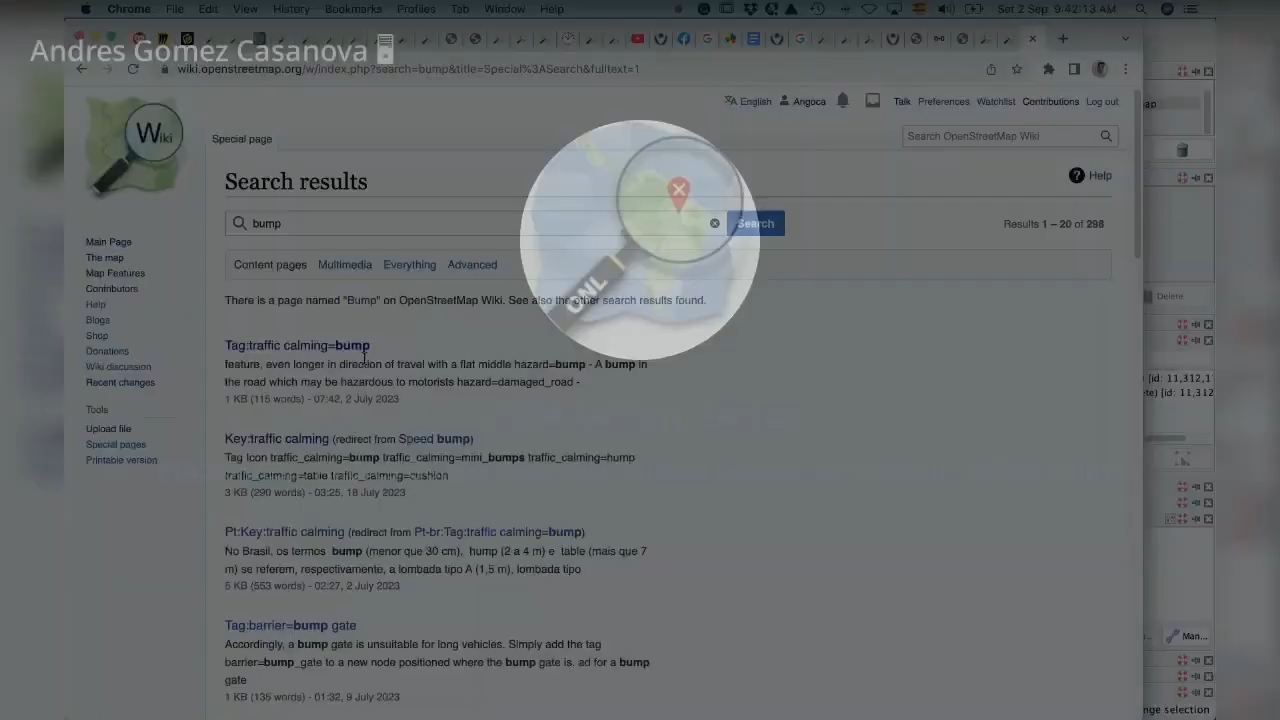 Chrome File Edit View History Bookmarks Profiles Tab Window Help Sat 2 Sep 9:42:13 AM
Andres Gomez Casanova
wiki.openstreetmap.org/w/index.php?search=bump&title=Special%3ASearch&fulltext=1
English Angoca Talk Preferences Watchlist Contributions Log out
Wiki
Special page
Search OpenStreetMap Wiki
Search results
Help
bump
Search
Results 1 – 20 of 298
Main Page
The map
Map Features
Contributors
Help
Blogs
Shop
Donations
Wiki discussion
Recent changes
Tools
Upload file
Special pages
Printable version
Content pages Multimedia Everything Advanced
ONL
There is a page named "Bump" on OpenStreetMap Wiki. See also the other search results found.
Tag:traffic calming=bump
feature, even longer in direction of travel with a flat middle hazard=bump - A bump in
the road which may be hazardous to motorists hazard=damaged_road -
1 KB (115 words) - 07:42, 2 July 2023
Key:traffic calming (redirect from Speed bump)
Tag Icon traffic_calming=bump traffic_calming=mini_bumps traffic_calming=hump
traffic_calming=table traffic_calming=cushion
3 KB (290 words) - 03:25, 18 July 2023
Pt:Key:traffic calming (redirect from Pt-br:Tag:traffic calming=bump)
No Brasil, os termos bump (menor que 30 cm), hump (2 a 4 m) e table (mais que 7
m) se referem, respectivamente, a lombada tipo A (1,5 m), lombada tipo
5 KB (553 words) - 02:27, 2 July 2023
Tag:barrier=bump gate
Accordingly, a bump gate is unsuitable for long vehicles. Simply add the tag
barrier=bump_gate to a new node positioned where the bump gate is. ad for a bump
gate
1 KB (135 words) - 01:32, 9 July 2023
Delete
[id: 11,312,1
[id: 11,312
Man...
nge selection